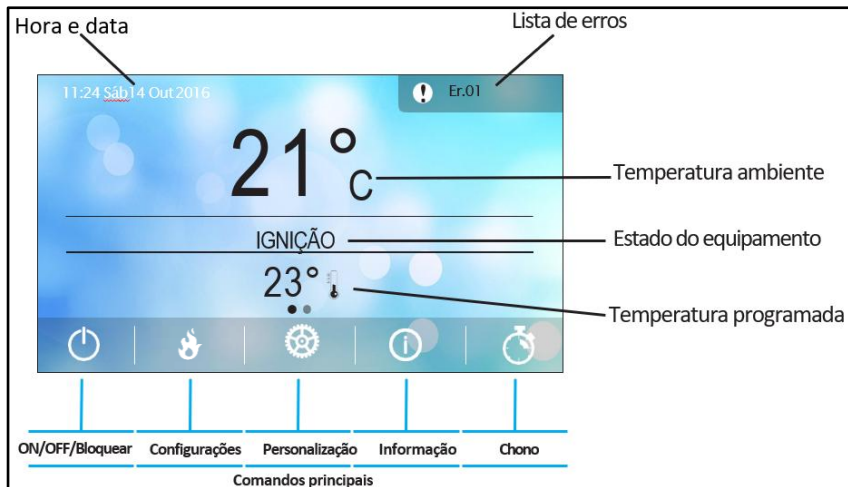 Hora e data
Lista de erros
11:24 Sáb14 Out 2016
Er.01
21°C
Temperatura ambiente
IGNIÇÃO
Estado do equipamento
23°
Temperatura programada
ON/OFF/Bloquear
Configurações
Personalização
Informação
Chono
Comandos principais